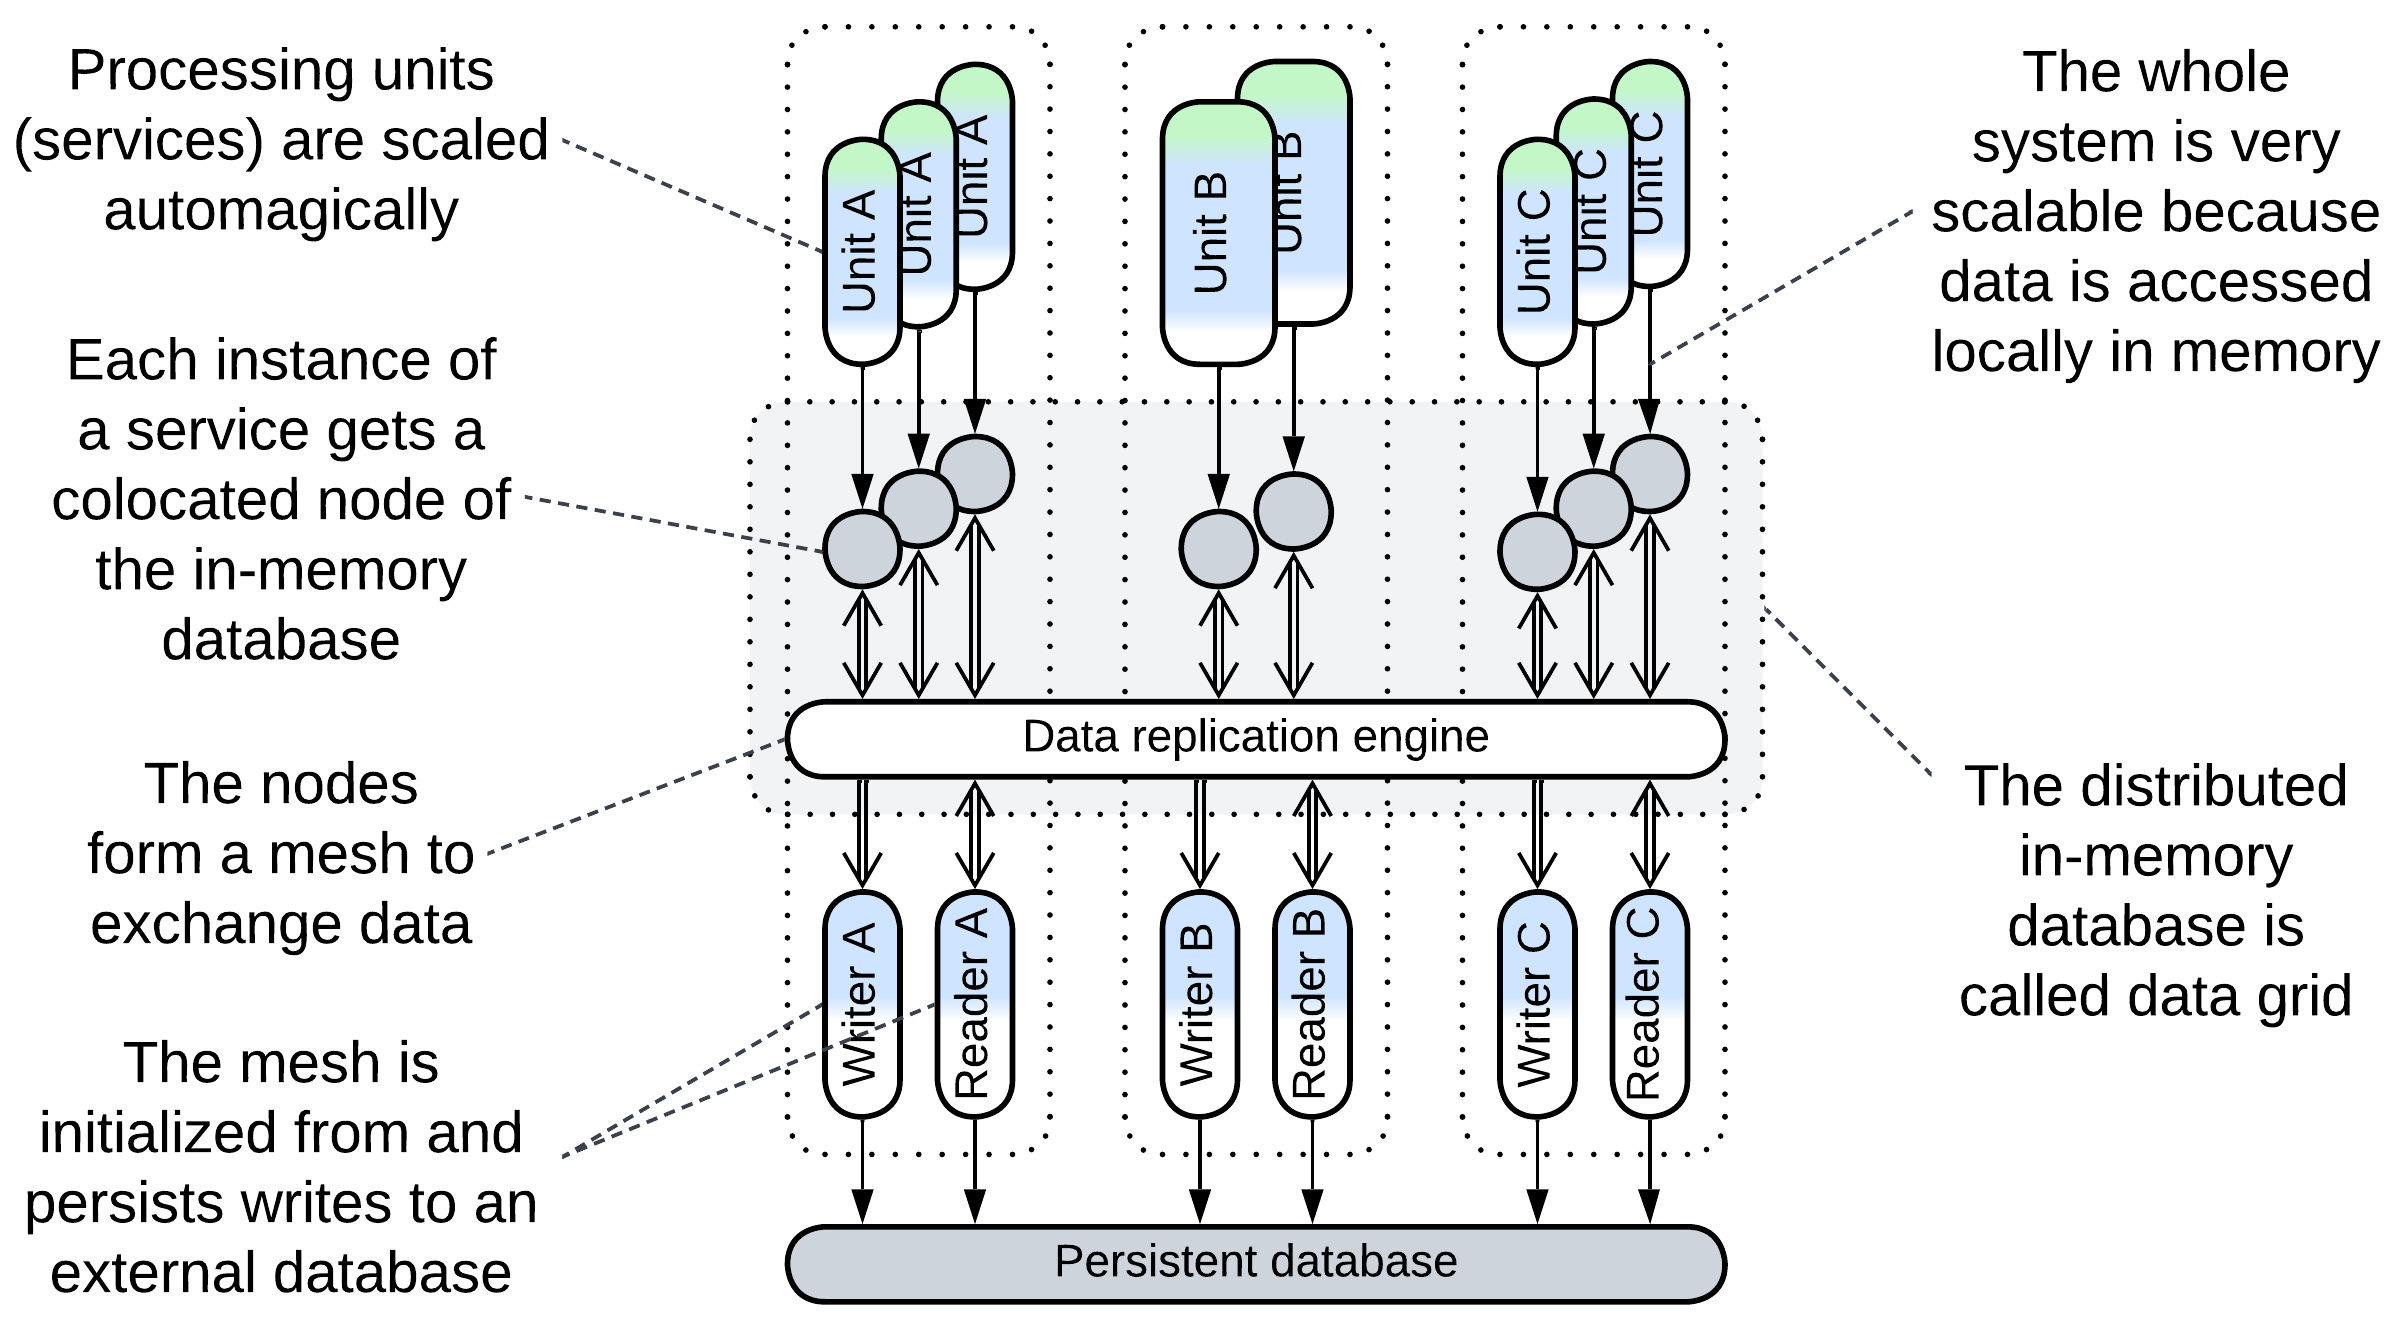 Processing units
(services) are scaled
automagically
Each instance of
a service gets a
colocated node of
the in-memory
database
The nodes
form a mesh to
exchange data
The mesh is
initialized from and
persists writes to an
external database
Unit A
Unit A
Unit A
Unit B
Unit B
Unit C
Unit C
Unit C
Data replication engine
Writer A
Reader A
Writer B
Reader B
Writer C
Reader C
Persistent database
The whole
system is very
scalable because
data is accessed
locally in memory
The distributed
in-memory
database is
called data grid